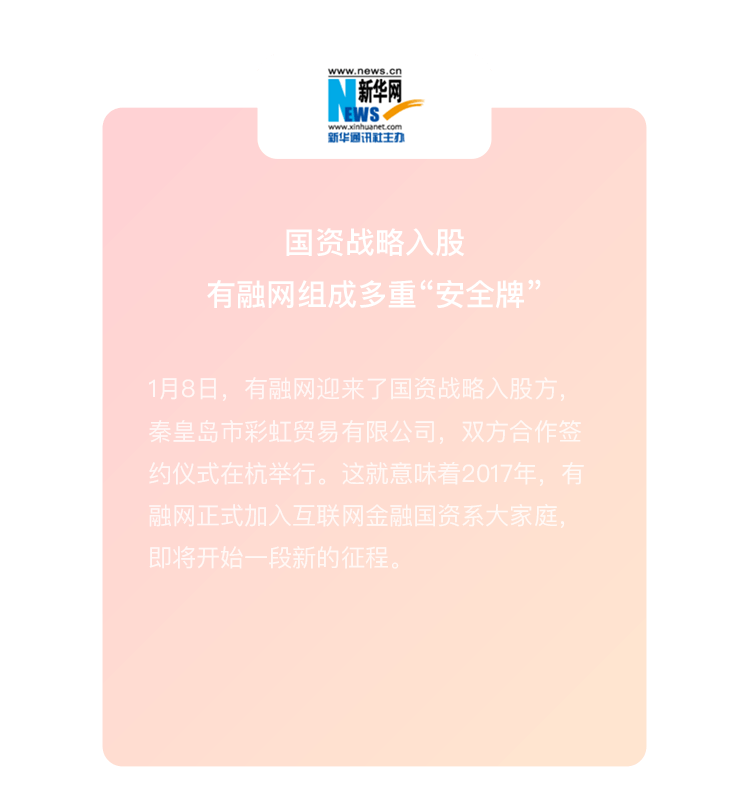 www.news.cn
NEWS 新华网
www.xinhuanet.com
新华通讯社主办
国资战略入股
有融网组成多重“安全牌”
1月8日，有融网迎来了国资战略入股方，
秦皇岛市彩虹贸易有限公司，双方合作签
约仪式在杭举行。这就意味着2017年，有
融网正式加入互联网金融国资系大家庭，
即将开始一段新的征程。